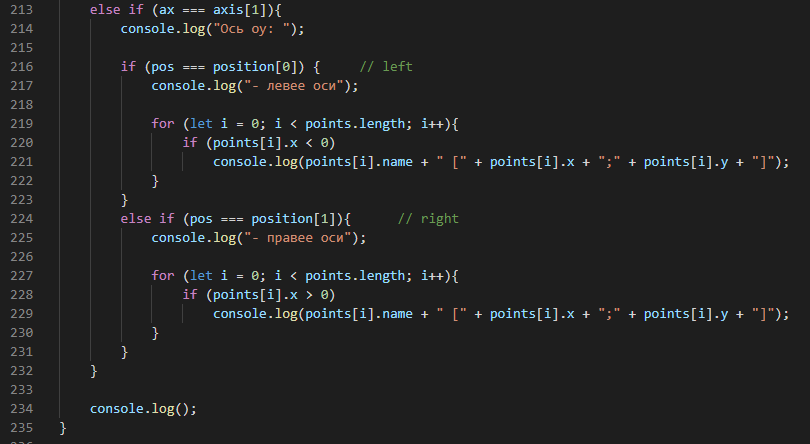 213 else if (ax === axis[1]){
214 console.log("Ось oy: ");
215
216 if (pos === position[0]) { // left
217 console.log("- левее оси");
218
219 for (let i = 0; i < points.length; i++){
220 if (points[i].x < 0)
221 console.log(points[i].name + " [" + points[i].x + ";" + points[i].y + "]");
222 }
223 }
224 else if (pos === position[1]){ // right
225 console.log("- правее оси");
226
227 for (let i = 0; i < points.length; i++){
228 if (points[i].x > 0)
229 console.log(points[i].name + " [" + points[i].x + ";" + points[i].y + "]");
230 }
231 }
232 }
233
234 console.log();
235 }